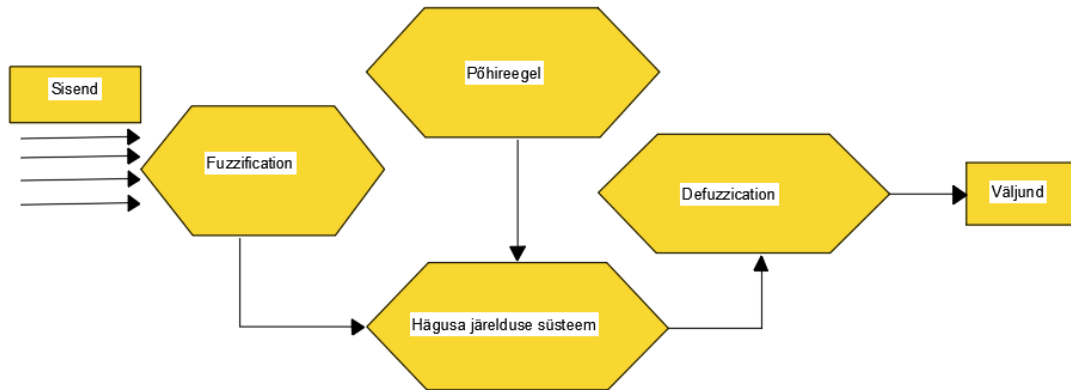 Sisend
Põhireegel
Fuzzification
Defuzzication
Väljund
Hägusa järelduse süsteem